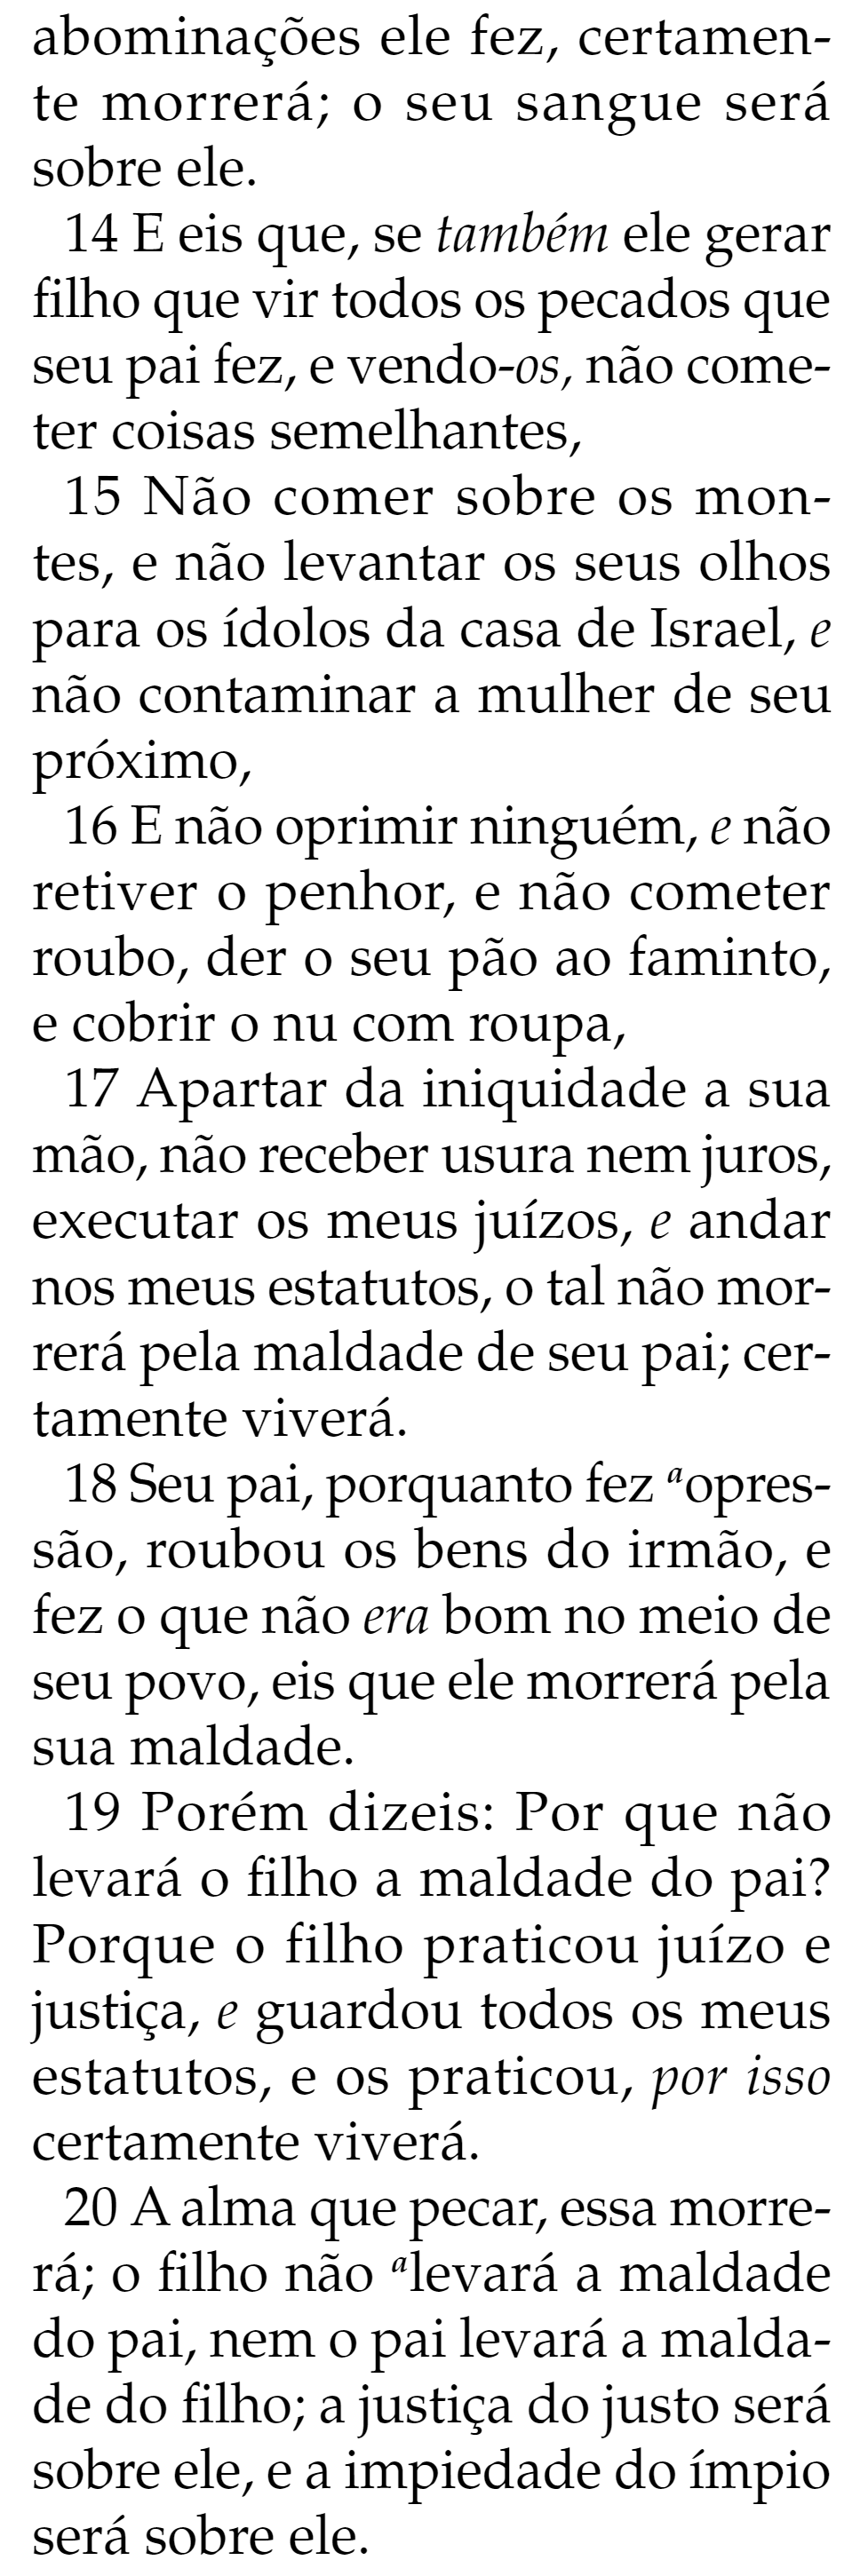 abominações ele fez, certamen-
te morrerá; o seu sangue será
sobre ele.
14 E eis que, se também ele gerar
filho que vir todos os pecados que
seu pai fez, e vendo-os, não come-
ter coisas semelhantes,
15 Não comer sobre os mon-
tes, e não levantar os seus olhos
para os ídolos da casa de Israel, e
não contaminar a mulher de seu
próximo,
16 E não oprimir ninguém, e não
retiver o penhor, e não cometer
roubo, der o seu pão ao faminto,
e cobrir o nu com roupa,
17 Apartar da iniquidade a sua
mão, não receber usura nem juros,
executar os meus juízos, e andar
nos meus estatutos, o tal não mor-
rerá pela maldade de seu pai; cer-
tamente viverá.
18 Seu pai, porquanto fez ᵃopres-
são, roubou os bens do irmão, e
fez o que não era bom no meio de
seu povo, eis que ele morrerá pela
sua maldade.
19 Porém dizeis: Por que não
levará o filho a maldade do pai?
Porque o filho praticou juízo e
justiça, e guardou todos os meus
estatutos, e os praticou, por isso
certamente viverá.
20 A alma que pecar, essa morre-
rá; o filho não ᵃlevará a maldade
do pai, nem o pai levará a malda-
de do filho; a justiça do justo será
sobre ele, e a impiedade do ímpio
será sobre ele.